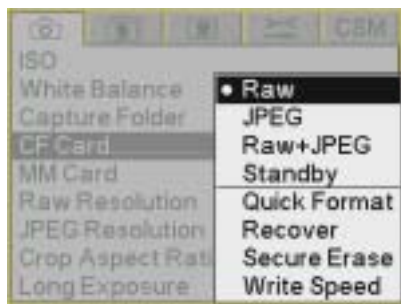 CSM
ISO
White Balance
Capture Folder
CF Card
MM Card
Raw Resolution
JPEG Resolution
Crop Aspect Rati
Long Exposure
Raw
JPEG
Raw+JPEG
Standby
Quick Format
Recover
Secure Erase
Write Speed